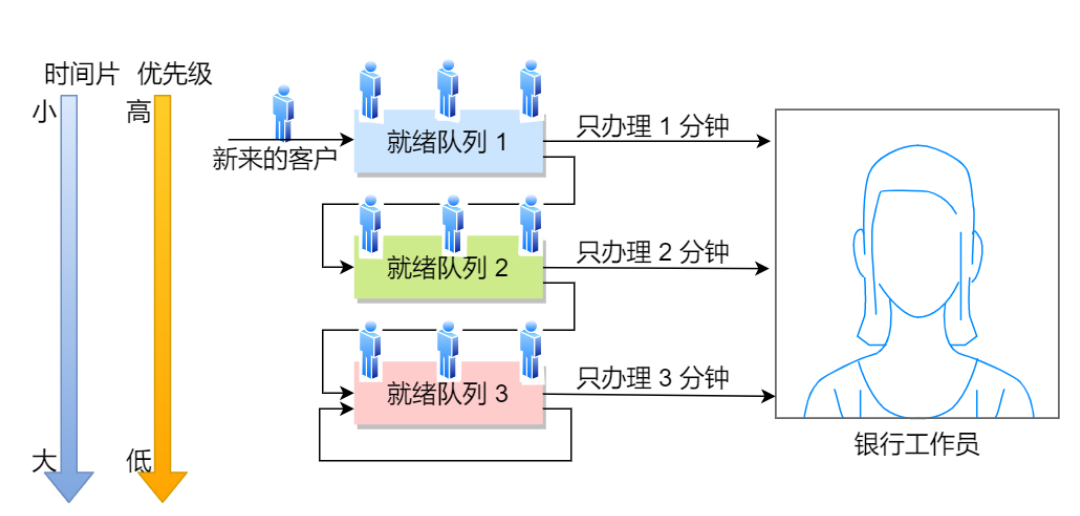 时间片 优先级
小 高
新来的客户
就绪队列 1
只办理 1 分钟
就绪队列 2
只办理 2 分钟
就绪队列 3
只办理 3 分钟
大 低
银行工作员